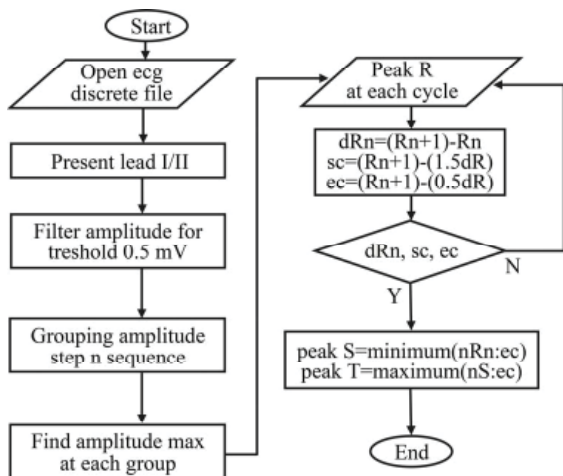 Start
Open ecg
discrete file
Present lead I/II
Filter amplitude for
treshold 0.5 mV
Grouping amplitude
step n sequence
Find amplitude max
at each group
Peak R
at each cycle
dRn=(Rn+1)-Rn
sc=(Rn+1)-(1.5dR)
ec=(Rn+1)-(0.5dR)
dRn, sc, ec
N
Y
peak S=minimum(nRn:ec)
peak T=maximum(nS:ec)
End